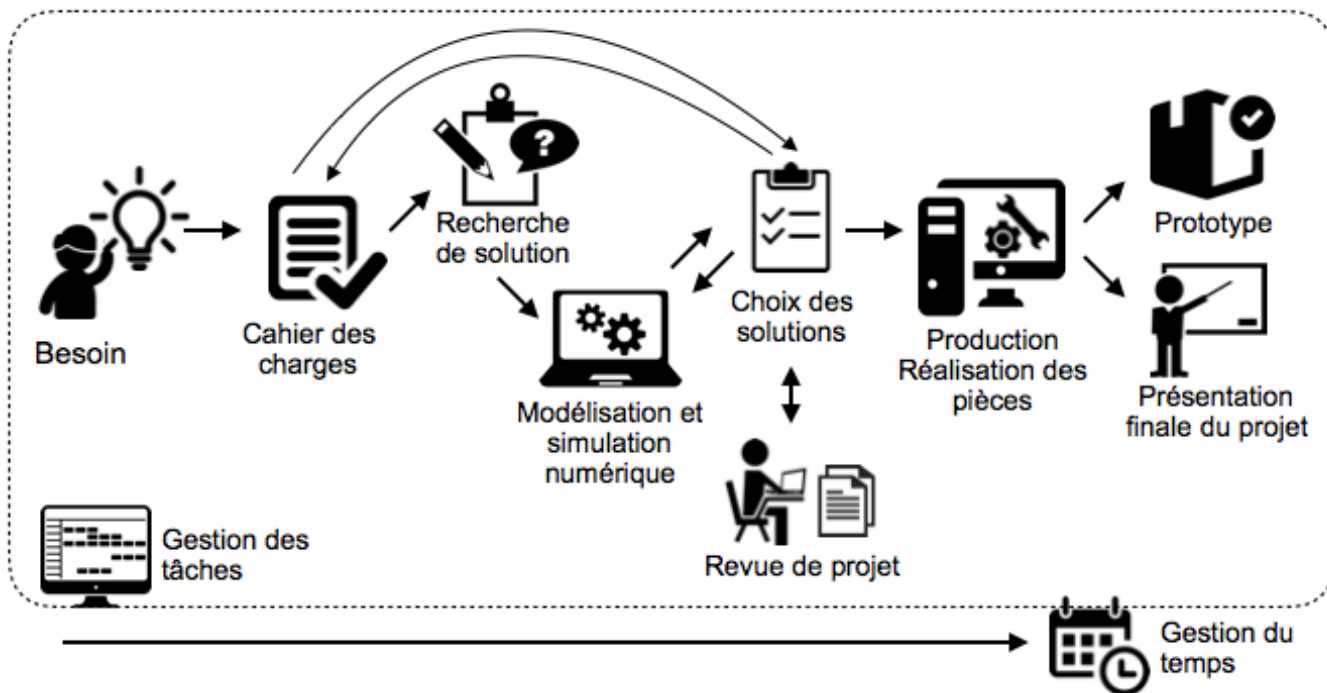 ?
Recherche
de solution
Prototype
Besoin
Cahier des
charges
Choix des
solutions
Production
Réalisation des
pièces
Présentation
finale du projet
Modélisation et
simulation
numérique
Gestion des
tâches
Revue de projet
Gestion du
temps